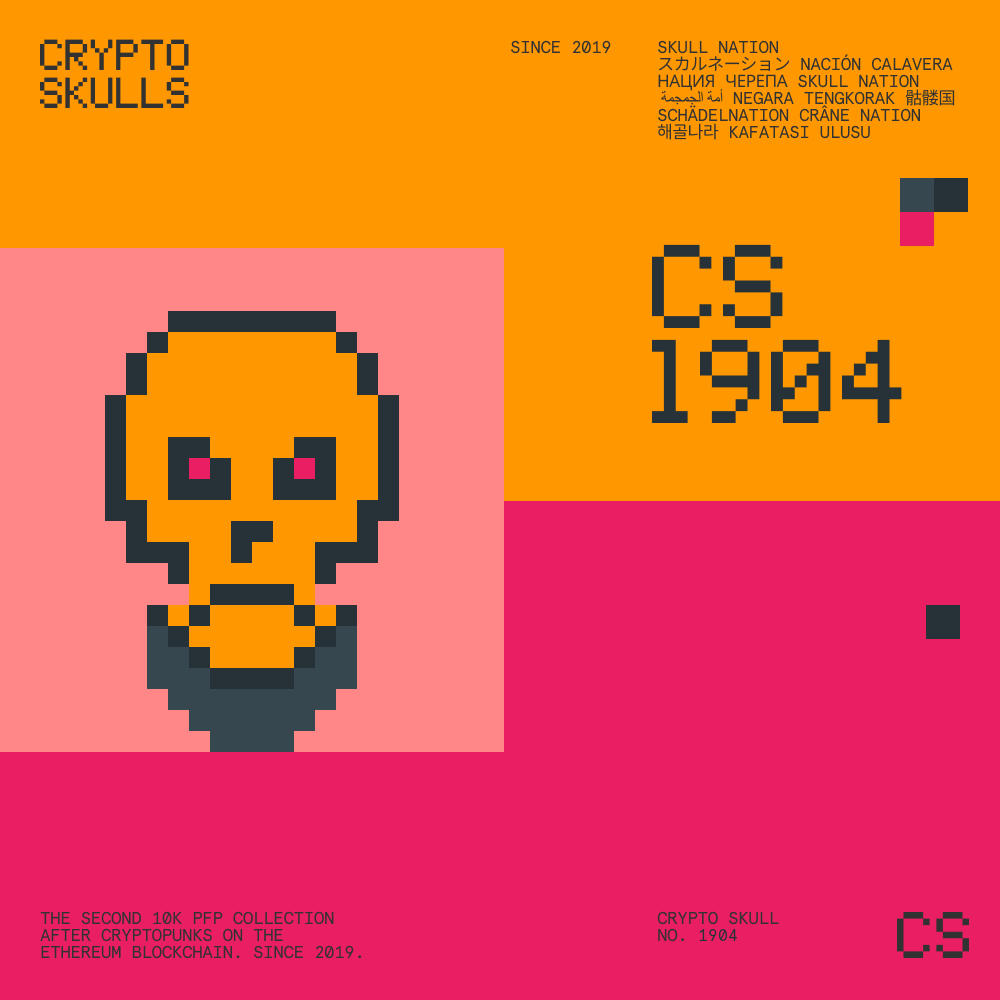 CRYPTO
SKULLS
SINCE 2019
SKULL NATION
スカルネーション NACIÓN CALAVERA
НАЦИЯ ЧЕРЕПА SKULL NATION
أمة الجمجمة NEGARA TENGKORAK 骷髅国
SCHÄDELNATION CRÂNE NATION
해골나라 KAFATASI ULUSU
CS
1904
THE SECOND 10K PFP COLLECTION
AFTER CRYPTOPUNKS ON THE
ETHEREUM BLOCKCHAIN. SINCE 2019.
CRYPTO SKULL
NO. 1904
CS